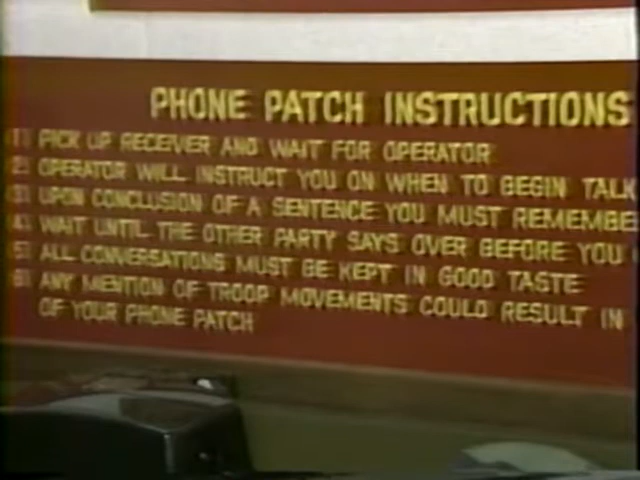 PHONE PATCH INSTRUCTIONS
(1) PICK UP RECEIVER AND WAIT FOR OPERATOR
(2) OPERATOR WILL INSTRUCT YOU ON WHEN TO BEGIN TALK
(3) UPON CONCLUSION OF A SENTENCE YOU MUST REMEMBE
(4) WAIT UNTIL THE OTHER PARTY SAYS OVER BEFORE YOU
(5) ALL CONVERSATIONS MUST BE KEPT IN GOOD TASTE
(6) ANY MENTION OF TROOP MOVEMENTS COULD RESULT IN
OF YOUR PHONE PATCH